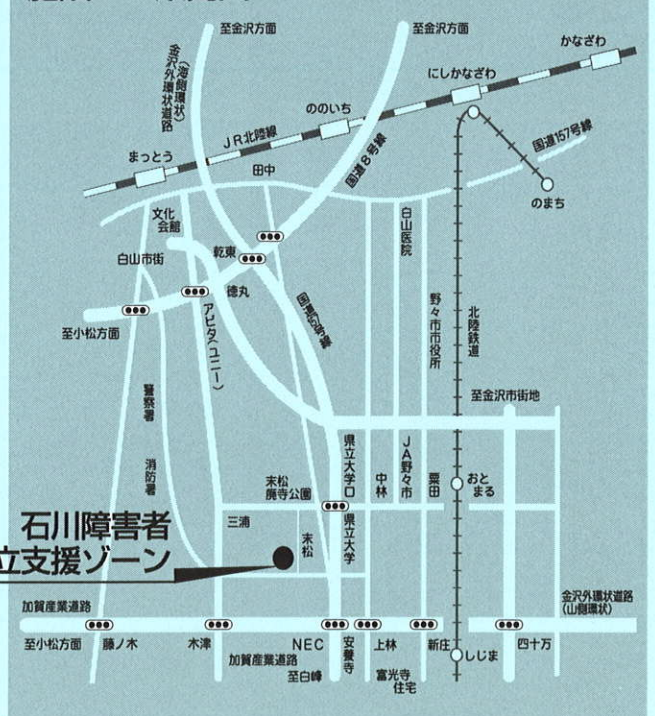 至金沢方面
至金沢方面
かなざわ
にしかなざわ
金沢外環状道路
(海側環状)
ののいち
JR北陸線
国道8号線
国道157号線
まっとう
田中
のまち
文化
会館
白山医院
白山市街
乾東
徳丸
アピタ(ユニー)
野々市市役所
北陸鉄道
至小松方面
至金沢市街地
警察署
消防署
県立大学口
中林
JA野々市
粟田
おと
まる
末松
廃寺公園
三浦
末松
県立大学
石川障害者
立支援ゾーン
加賀産業道路
金沢外環状道路
(山側環状)
至小松方面
藤ノ木
木津
NEC
安養寺
上林
新庄
四十万
しじま
加賀産業道路
至白峰
富光寺
住宅